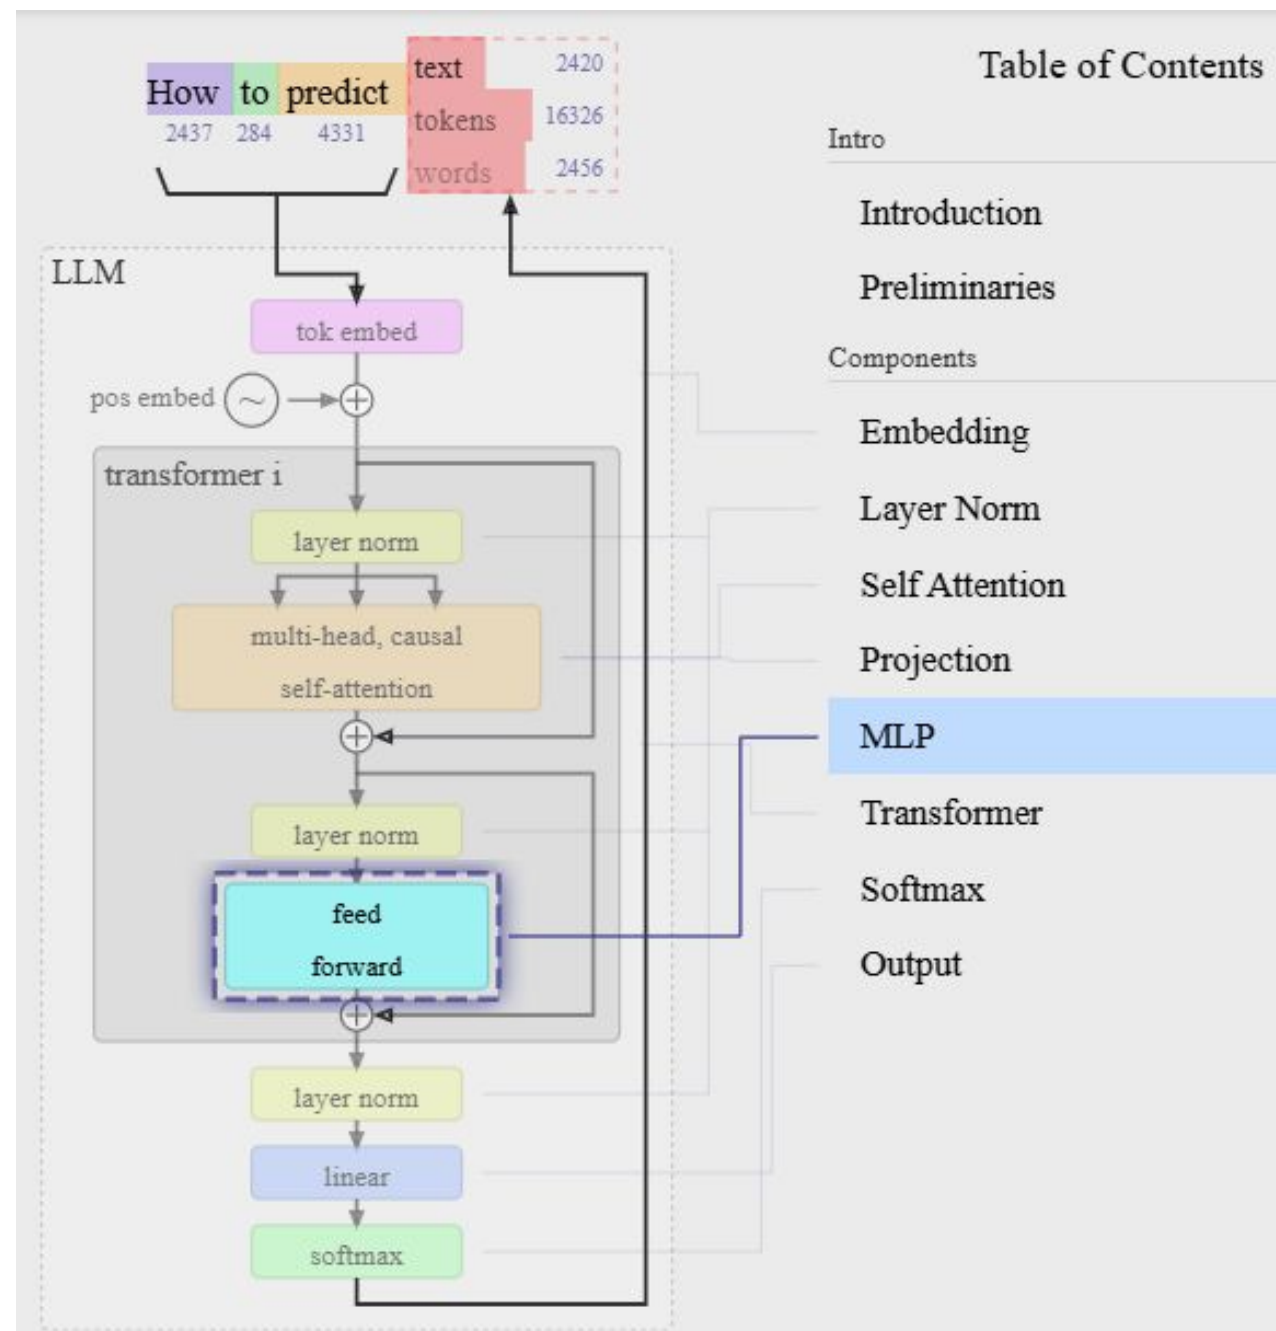 How to predict
2437 284 4331
text 2420
tokens 16326
words 2456
LLM
tok embed
pos embed
transformer i
layer norm
multi-head, causal
self-attention
layer norm
feed
forward
layer norm
linear
softmax
Table of Contents
Intro
Introduction
Preliminaries
Components
Embedding
Layer Norm
Self Attention
Projection
MLP
Transformer
Softmax
Output